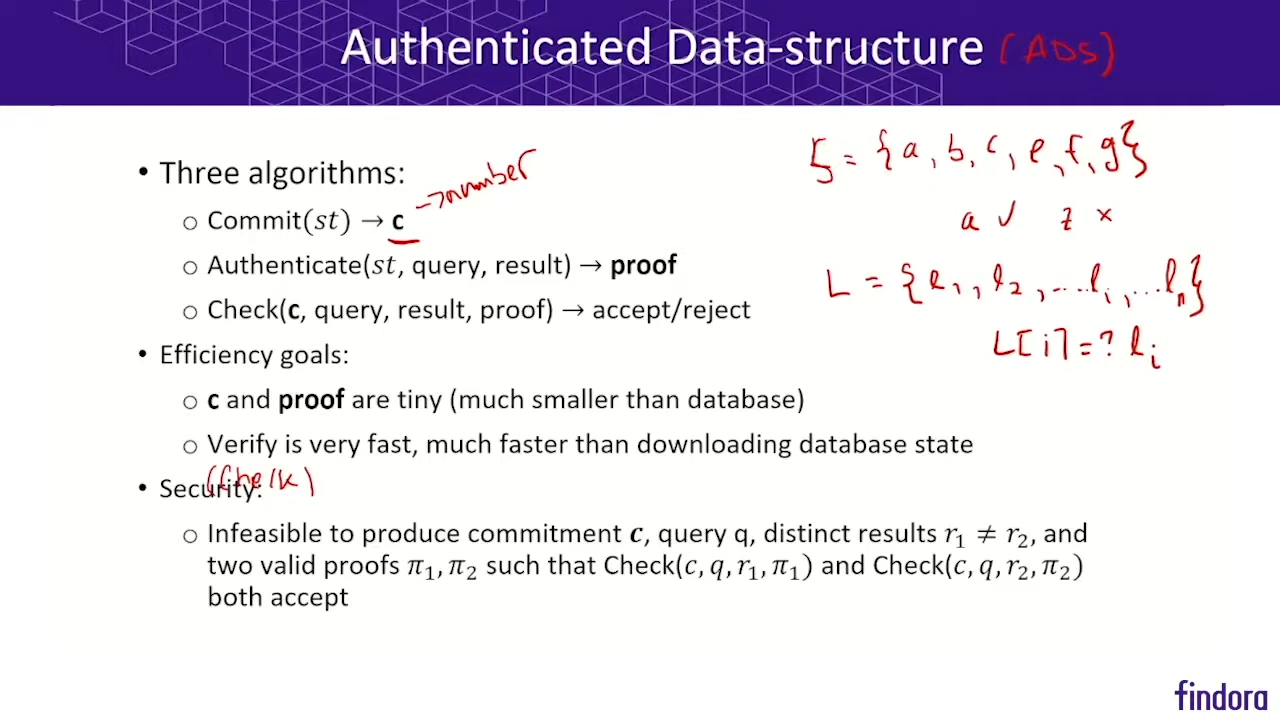 Authenticated Data-structure (ADS)
• Three algorithms:
○ Commit(𝑠𝑡) → c → number
○ Authenticate(𝑠𝑡, query, result) → proof
○ Check(c, query, result, proof) → accept/reject
• Efficiency goals:
○ c and proof are tiny (much smaller than database)
○ Verify is very fast, much faster than downloading database state
(Check)
• Security:
○ Infeasible to produce commitment 𝒄, query q, distinct results 𝑟₁ ≠ 𝑟₂, and
two valid proofs 𝜋₁, 𝜋₂ such that Check(𝑐, 𝑞, 𝑟₁, 𝜋₁) and Check(𝑐, 𝑞, 𝑟₂, 𝜋₂)
both accept
= {a, b, c, e, f, g}
a ✓ z ×
L = {l₁, l₂, ....lᵢ, ...lₙ}
L[i] =? lᵢ
findora